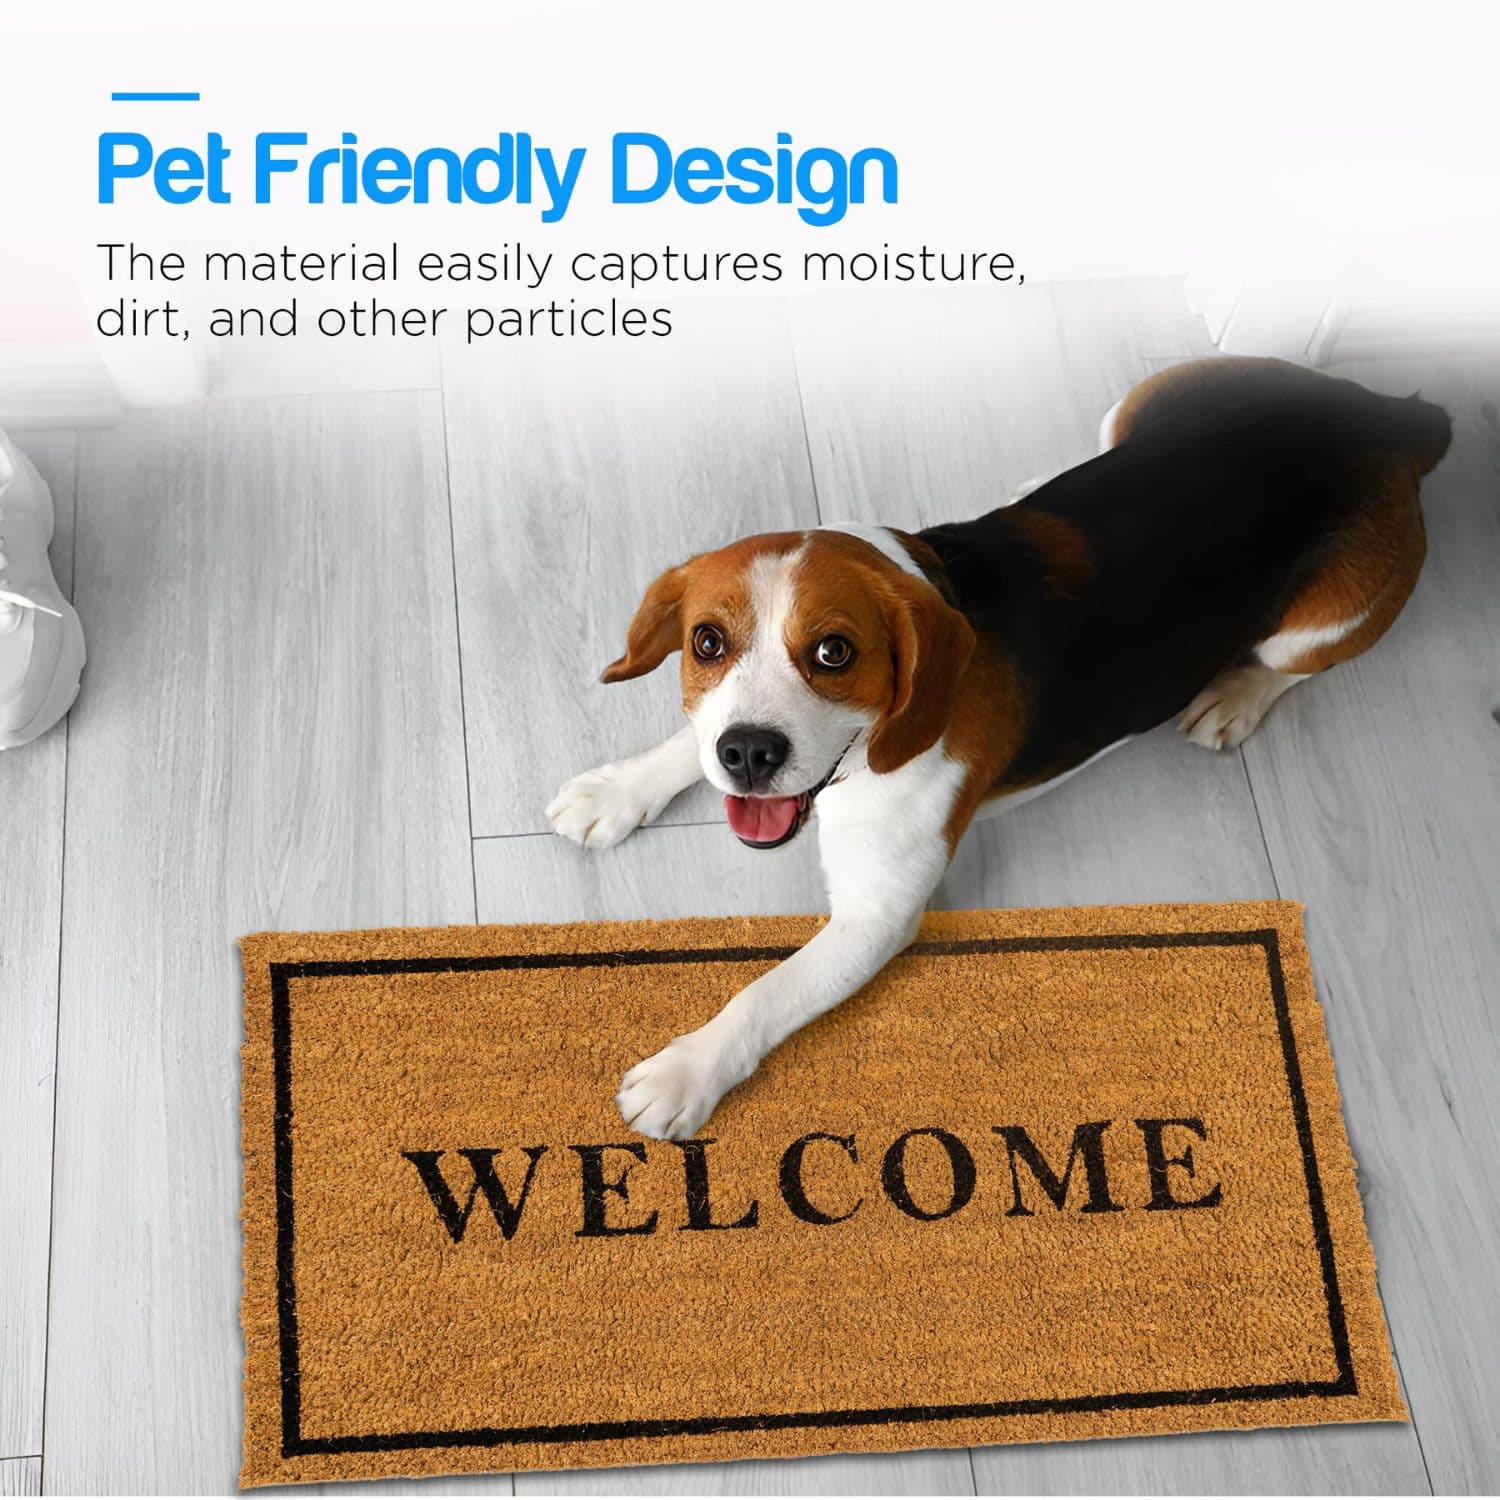 Pet Friendly Design
The material easily captures moisture,
dirt, and other particles
WELCOME